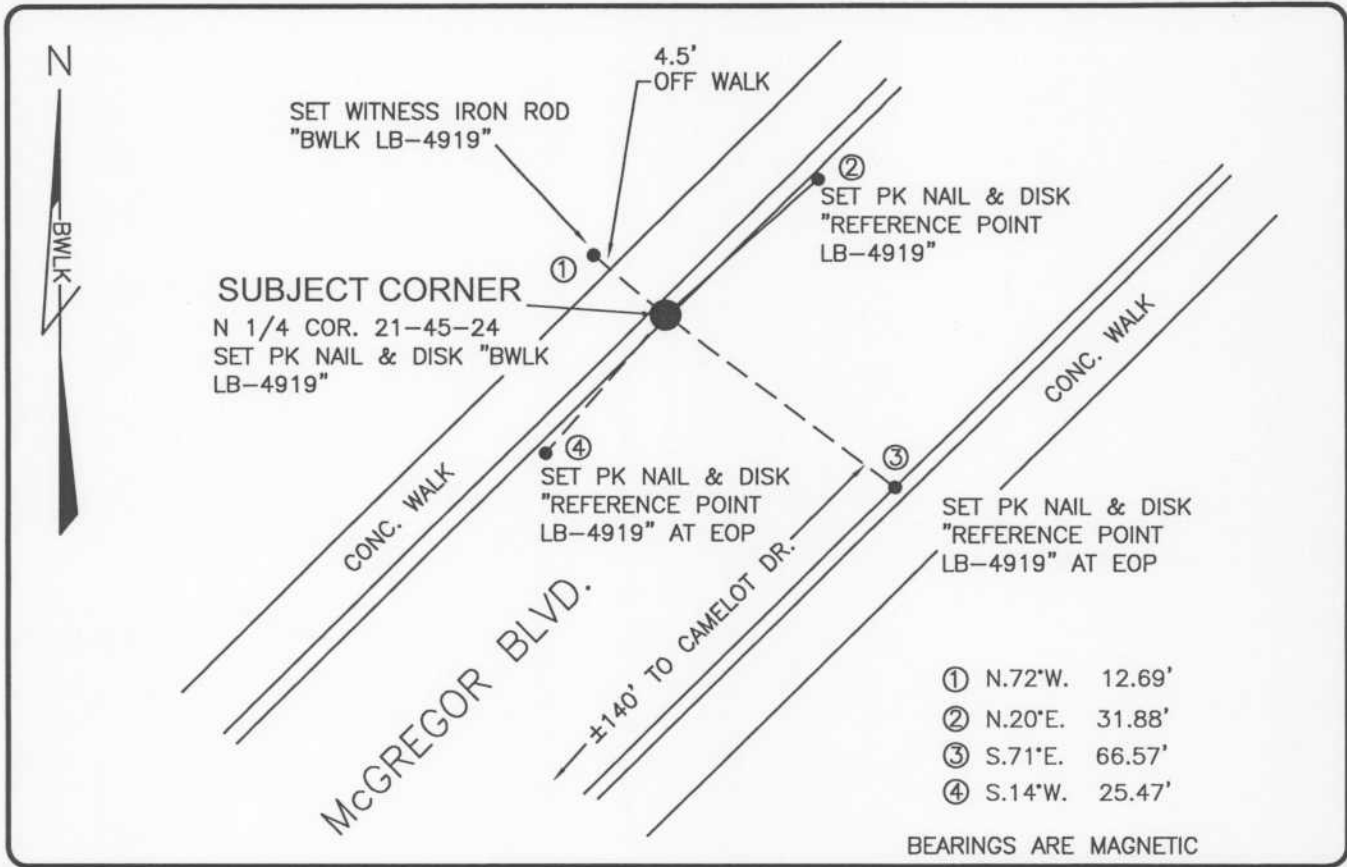 N
BWLK
4.5'
OFF WALK
SET WITNESS IRON ROD
"BWLK LB-4919"
②
SET PK NAIL & DISK
"REFERENCE POINT
LB-4919"
①
SUBJECT CORNER
N 1/4 COR. 21-45-24
SET PK NAIL & DISK "BWLK
LB-4919"
CONC. WALK
④
SET PK NAIL & DISK
"REFERENCE POINT
LB-4919" AT EOP
③
SET PK NAIL & DISK
"REFERENCE POINT
LB-4919" AT EOP
CONC. WALK
McGREGOR BLVD.
±140' TO CAMELOT DR.
① N.72°W. 12.69'
② N.20°E. 31.88'
③ S.71°E. 66.57'
④ S.14°W. 25.47'
BEARINGS ARE MAGNETIC